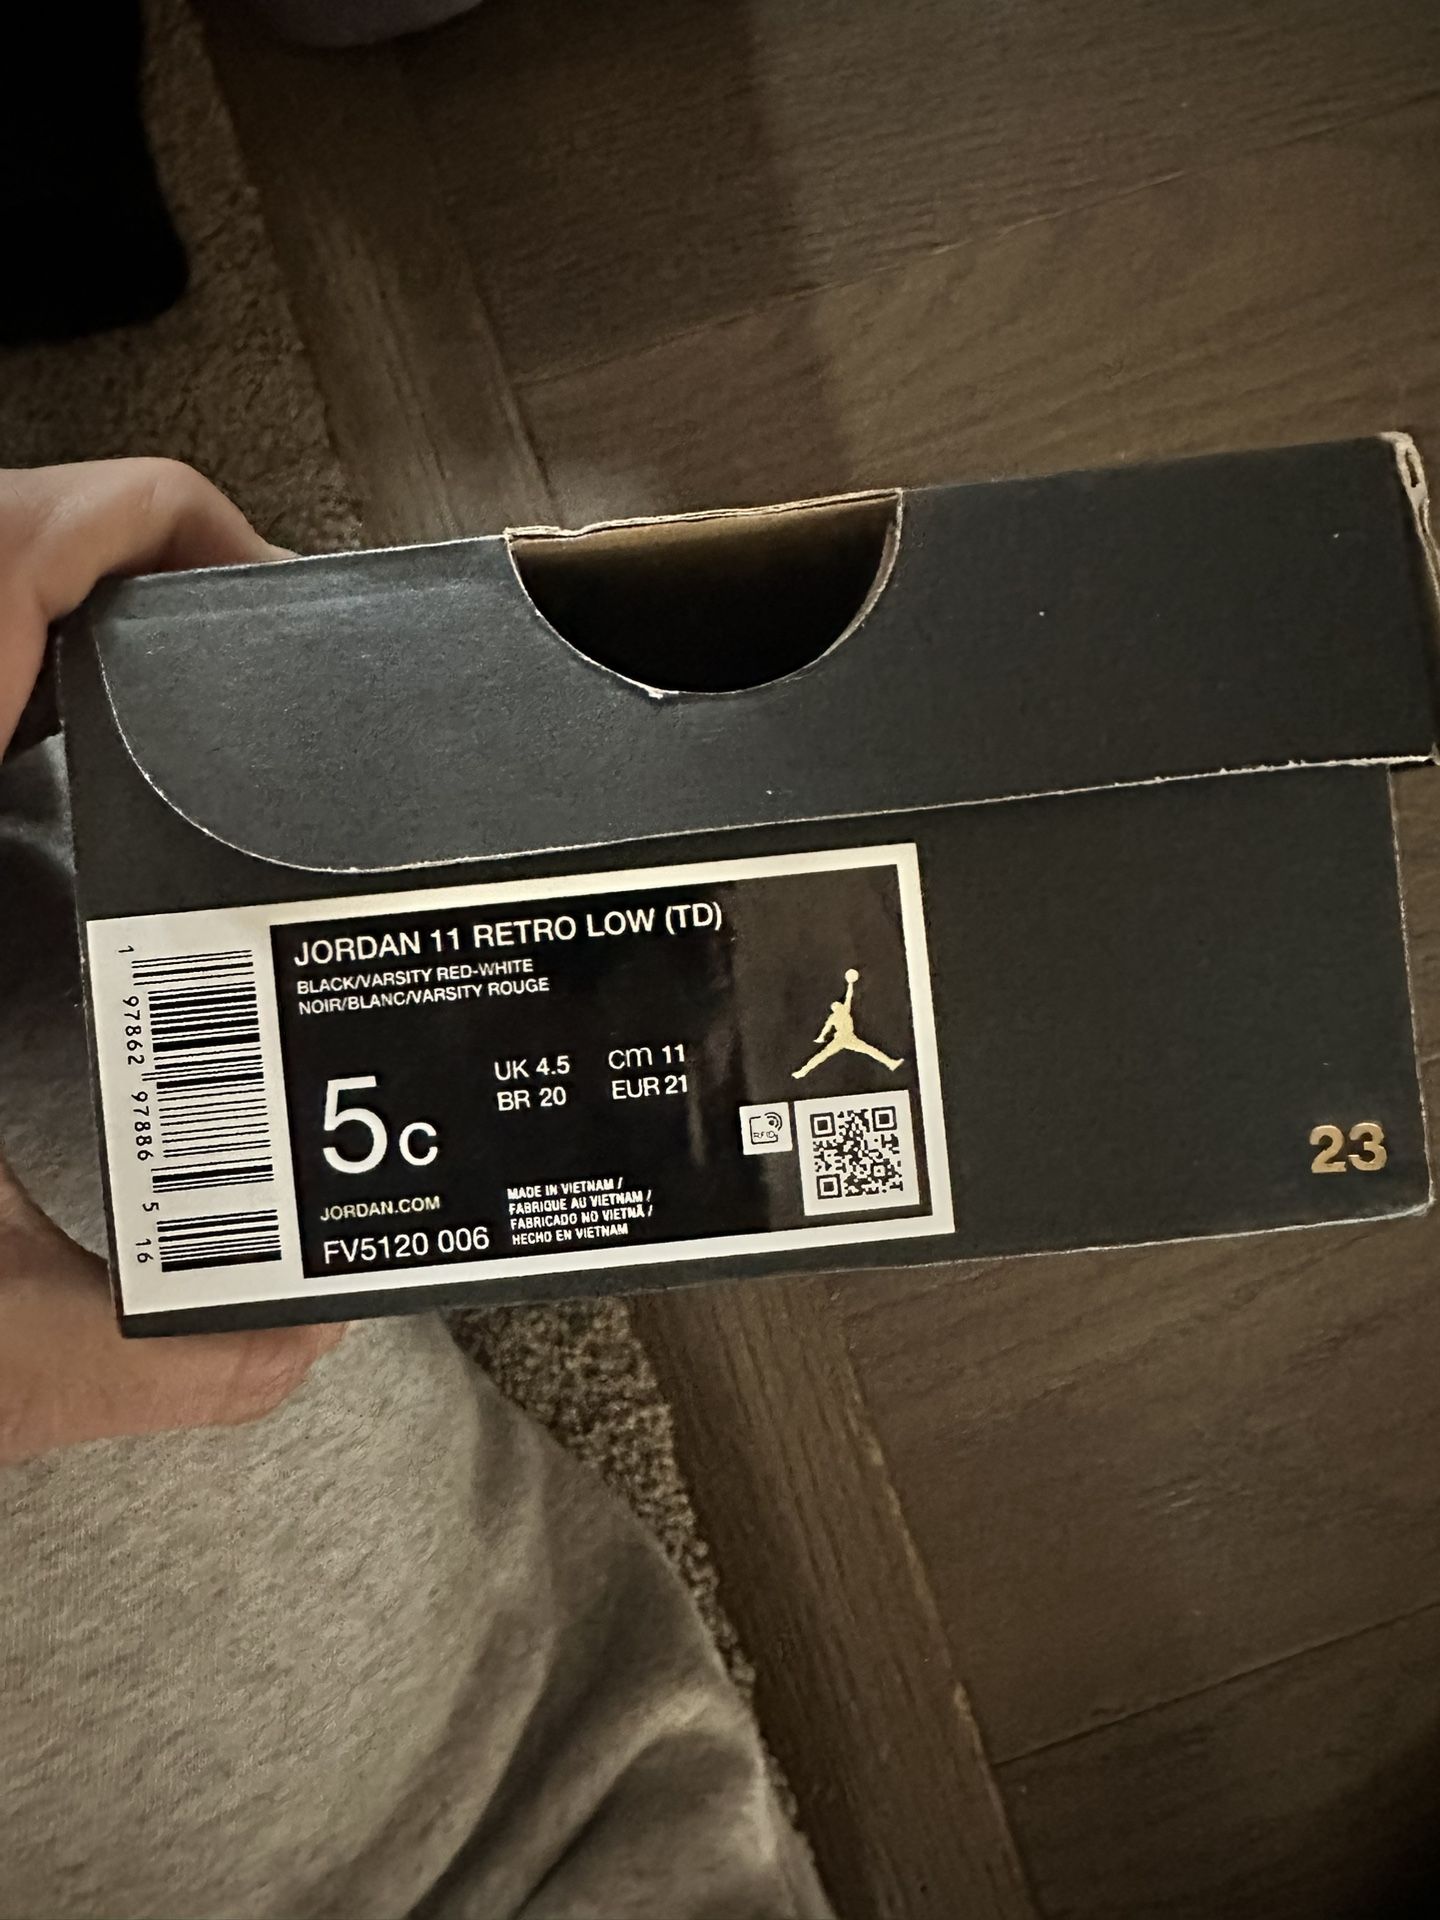 JORDAN 11 RETRO LOW (TD)
BLACK/VARSITY RED-WHITE
NOIR/BLANC/VARSITY ROUGE
5c
UK 4.5 cm 11
BR 20 EUR 21
RFID
JORDAN.COM
FV5120 006
MADE IN VIETNAM /
FABRIQUE AU VIETNAM /
FABRICADO NO VIETNÃ /
HECHO EN VIETNAM
1 97862 97886 5 16
23